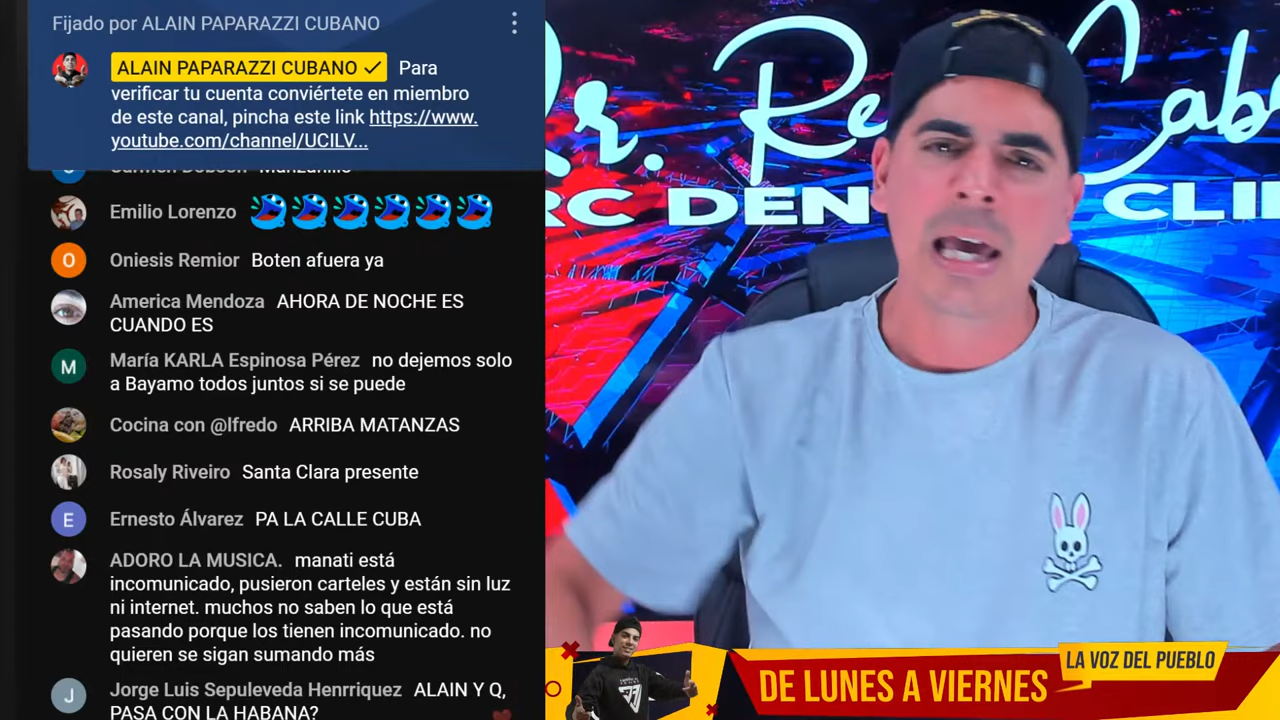 Fijado por ALAIN PAPARAZZI CUBANO
ALAIN PAPARAZZI CUBANO Para
verificar tu cuenta conviértete en miembro
de este canal, pincha este link https://www.
youtube.com/channel/UCILV...
Emilio Lorenzo
Oniesis Remior Boten afuera ya
America Mendoza AHORA DE NOCHE ES
CUANDO ES
María KARLA Espinosa Pérez no dejemos solo
a Bayamo todos juntos si se puede
Cocina con @lfredo ARRIBA MATANZAS
Rosaly Riveiro Santa Clara presente
Ernesto Álvarez PA LA CALLE CUBA
ADORO LA MUSICA. manati está
incomunicado, pusieron carteles y están sin luz
ni internet. muchos no saben lo que está
pasando porque los tienen incomunicado. no
quieren se sigan sumando más
Jorge Luis Sepuleveda Henrriquez ALAIN Y Q,
PASA CON LA HABANA?
O
M
E
J
Dr. Re Cab
RC DEN CLI
LA VOZ DEL PUEBLO
DE LUNES A VIERNES